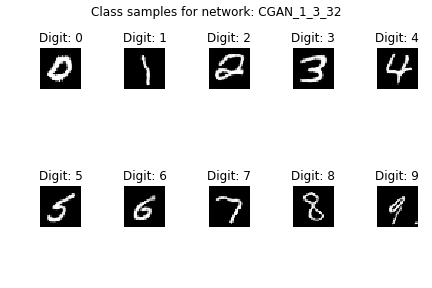 Class samples for network: CGAN_1_3_32
Digit: 0 Digit: 1 Digit: 2 Digit: 3 Digit: 4
0 1 2 3 4
Digit: 5 Digit: 6 Digit: 7 Digit: 8 Digit: 9
5 6 7 8 9